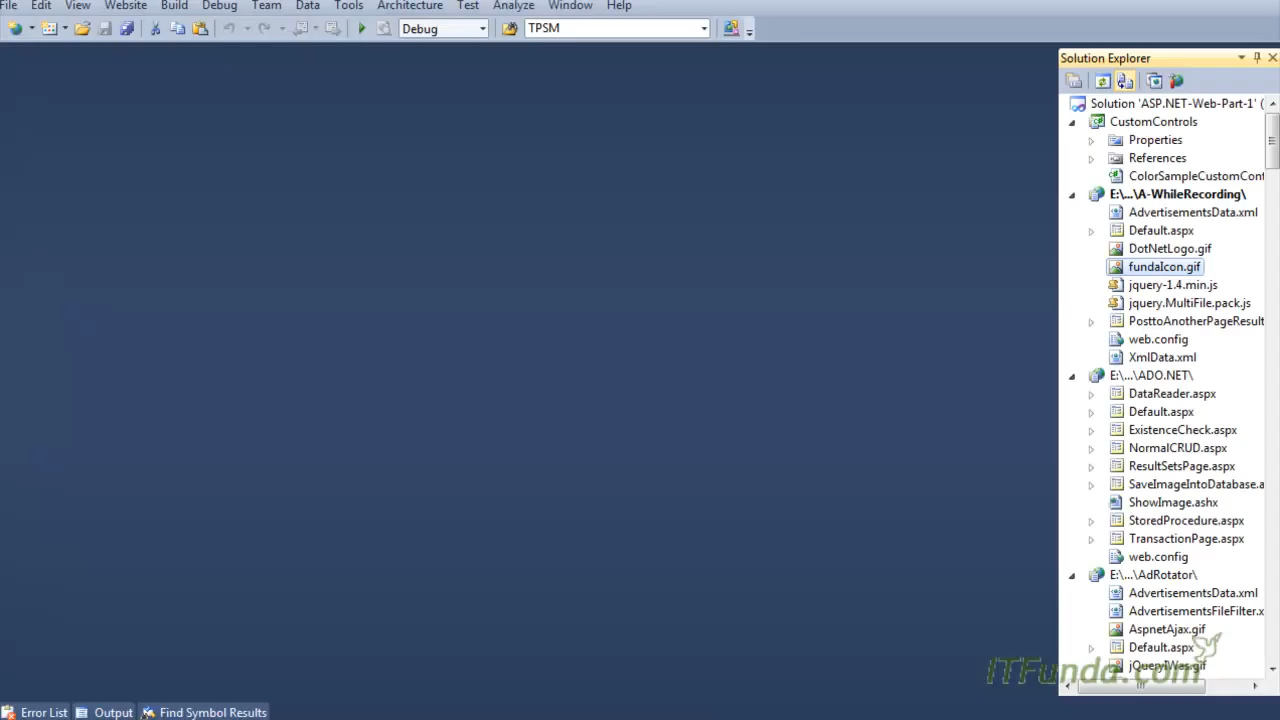 File Edit View Website Build Debug Team Data Tools Architecture Test Analyze Window Help
Debug TPSM
Solution Explorer
Solution 'ASP.NET-Web-Part-1' (
CustomControls
Properties
References
ColorSampleCustomCont
E:\...\A-WhileRecording\
AdvertisementsData.xml
Default.aspx
DotNetLogo.gif
fundaIcon.gif
jquery-1.4.min.js
jquery.MultiFile.pack.js
PosttoAnotherPageResult
web.config
XmlData.xml
E:\...\ADO.NET\
DataReader.aspx
Default.aspx
ExistenceCheck.aspx
NormalCRUD.aspx
ResultSetsPage.aspx
SaveImageIntoDatabase.a
ShowImage.ashx
StoredProcedure.aspx
TransactionPage.aspx
web.config
E:\...\AdRotator\
AdvertisementsData.xml
AdvertisementsFileFilter.x
AspnetAjax.gif
Default.aspx
jQueryIWas.gif
ITFunda.com
Error List Output Find Symbol Results